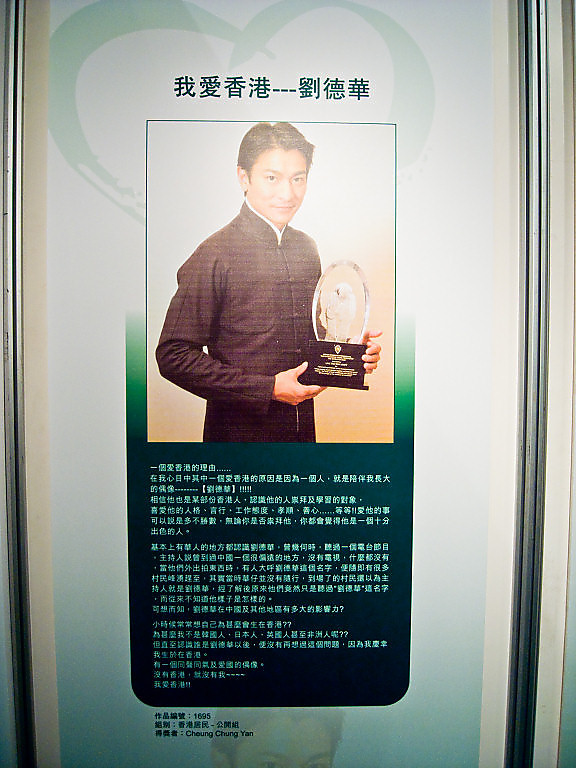 我愛香港---劉德華
一個愛香港的理由......
在我心目中其中一個愛香港的原因是因為一個人，就是陪伴我長大
的偶像--------【劉德華】!!!!!
相信他也是某部份香港人，認識他的人祟拜及學習的對象，
喜愛他的人格、言行，工作態度、孝順、善心......等等!!愛他的事
可以說是多不勝數，無論你是否祟拜他，你都會覺得他是一個十分
出色的人。
基本上有華人的地方都認識劉德華，曾幾何時，聽過一個電台節目
，主持人說曾到過中國一個很偏遠的地方，沒有電視，什麼都沒有
，當他們外出拍東西時，有人大呼劉德華這個名字，便隨即有很多
村民峰湧趕至，其實當時華仔並沒有隨行，到場了的村民還以為主
持人就是劉德華，經了解後原來他們竟然只是聽過"劉德華"這名字
，而從來不知道他樣子是怎樣的。
可想而知，劉德華在中國及其他地區有多大的影響力?
小時候常常想自己為甚麼會生在香港??
為甚麼我不是韓國人、日本人、英國人甚至非洲人呢??
但直至認識誰是劉德華以後，便沒有再想過這個問題，因為我慶幸
我生於在香港。
有一個同聲同氣及愛國的偶像。
沒有香港，就沒有我~~~~
我愛香港!!
作品編號：1695
組別：香港居民 - 公開組
得獎者：Cheung Chung Yan